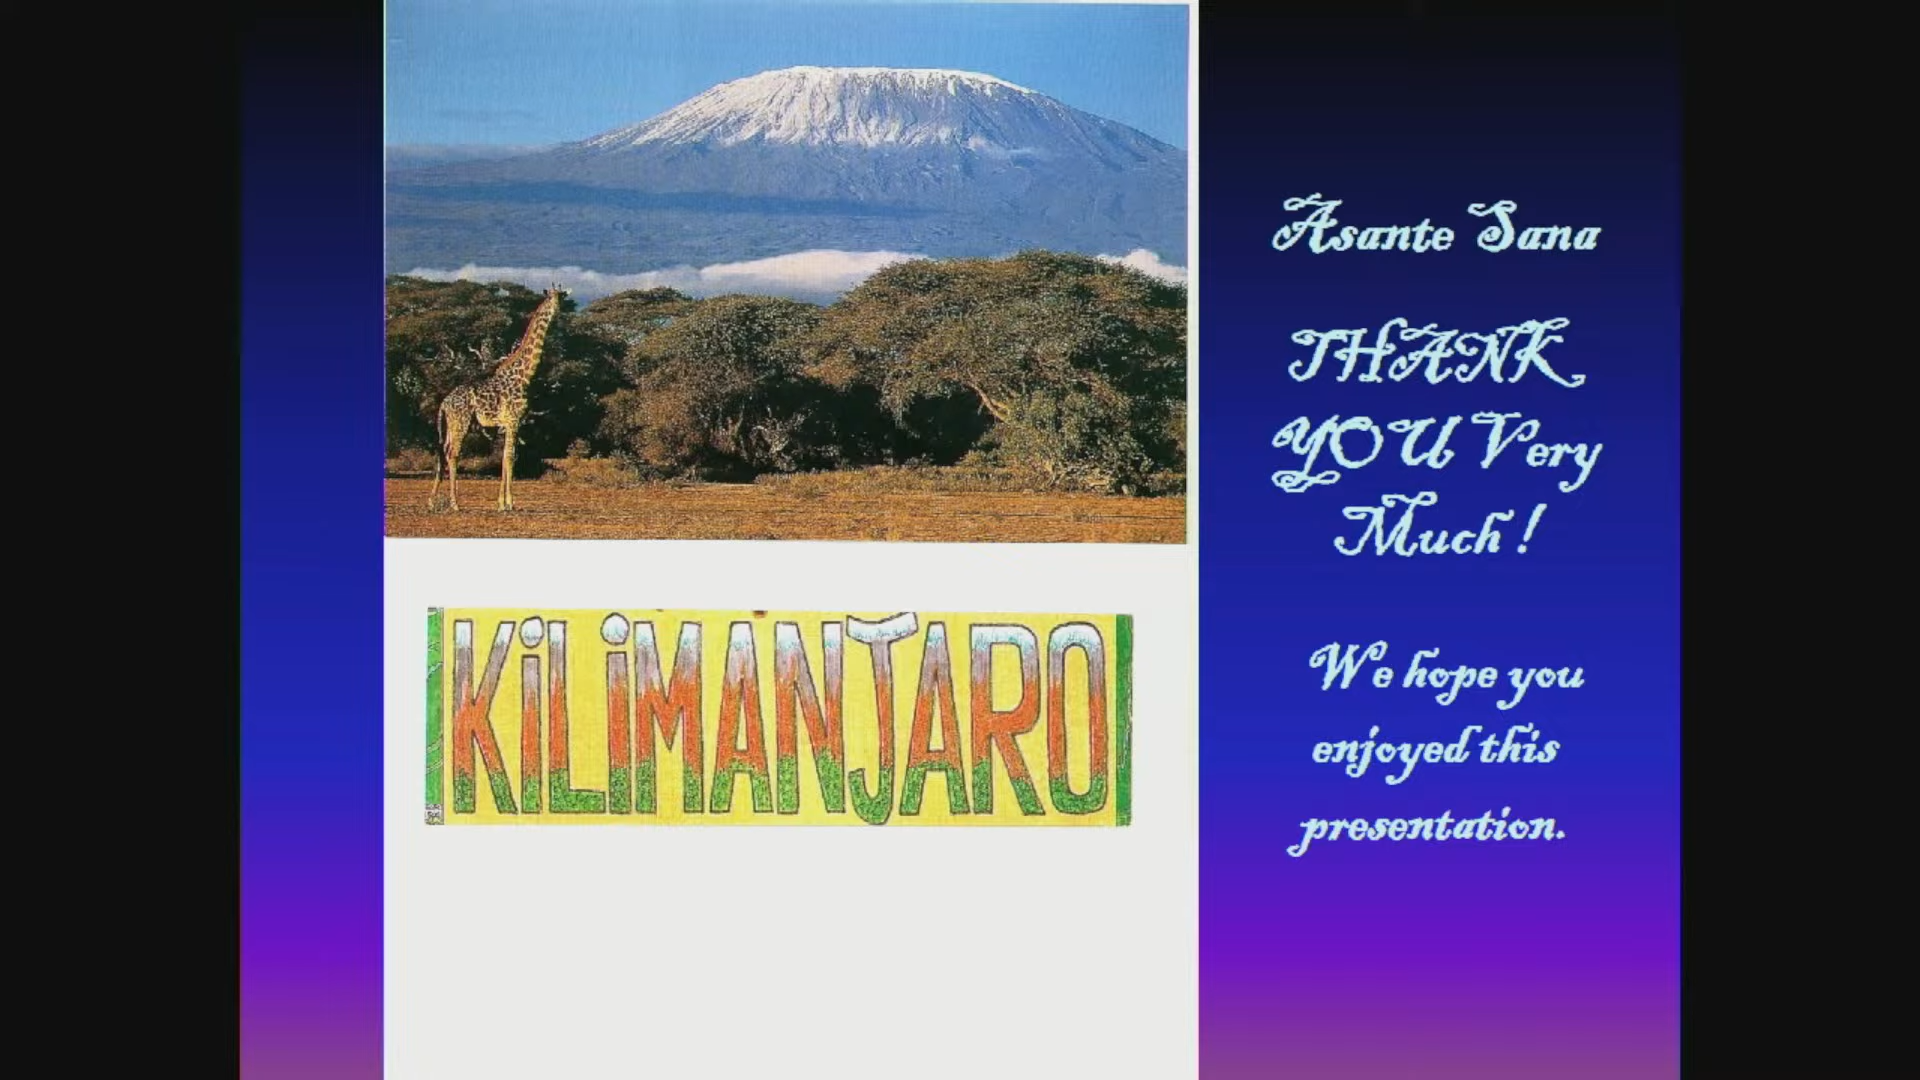 KiLiMANJARO
Asante Sana
THANK
YOU Very
Much!
We hope you
enjoyed this
presentation.